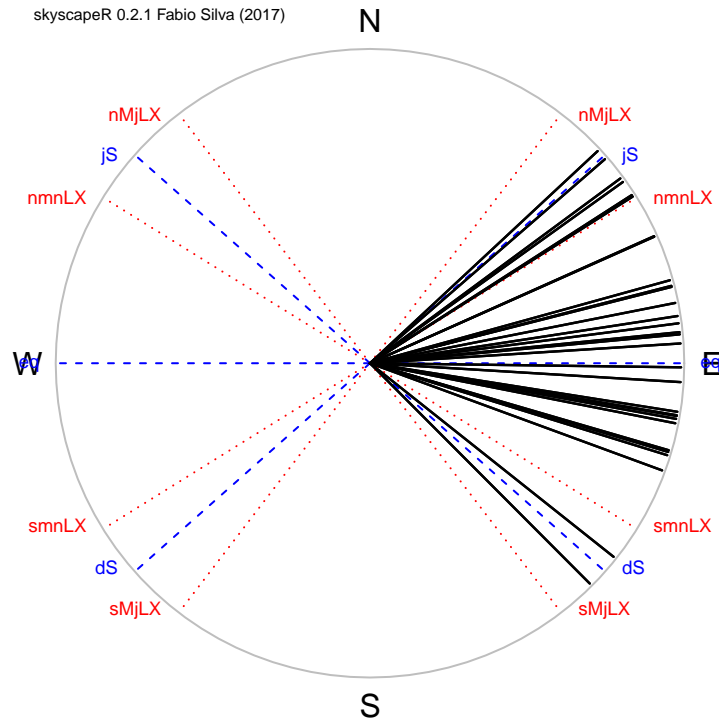 skyscapeR 0.2.1 Fabio Silva (2017)
N
nMjLX
nMjLX
jS
jS
nmnLX
nmnLX
W
eq
E
eq
smnLX
smnLX
dS
dS
sMjLX
sMjLX
S